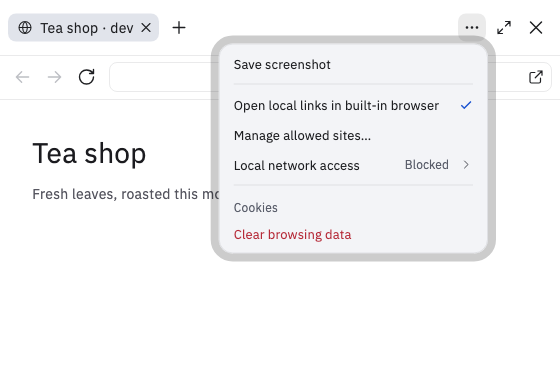 Tea shop · dev
Save screenshot
Open local links in built-in browser
Manage allowed sites...
Local network access Blocked
Cookies
Clear browsing data
Tea shop
Fresh leaves, roasted this